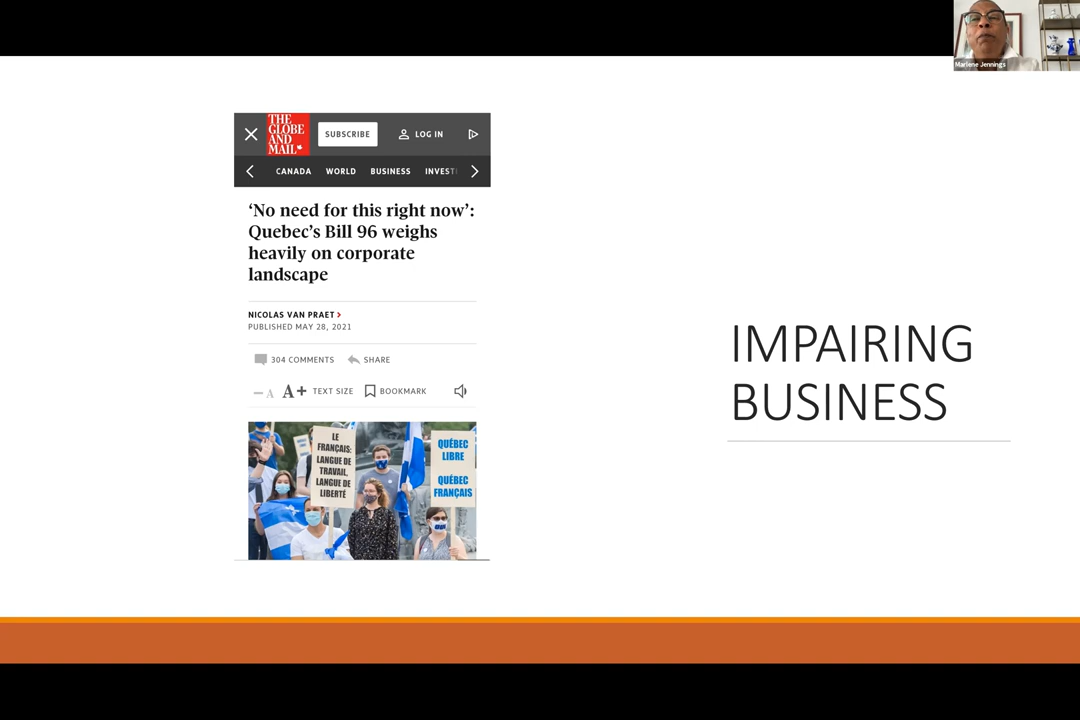 Marlene Jennings
THE
GLOBE
AND
MAIL
SUBSCRIBE
LOG IN
CANADA WORLD BUSINESS INVESTI
‘No need for this right now’:
Quebec’s Bill 96 weighs
heavily on corporate
landscape
NICOLAS VAN PRAET
PUBLISHED MAY 28, 2021
304 COMMENTS SHARE
A A+ TEXT SIZE BOOKMARK
LE
FRANÇAIS:
LANGUE DE
TRAVAIL,
LANGUE DE
LIBERTÉ
QUÉBEC
LIBRE
QUÉBEC
FRANÇAIS
OUI
IMPAIRING
BUSINESS